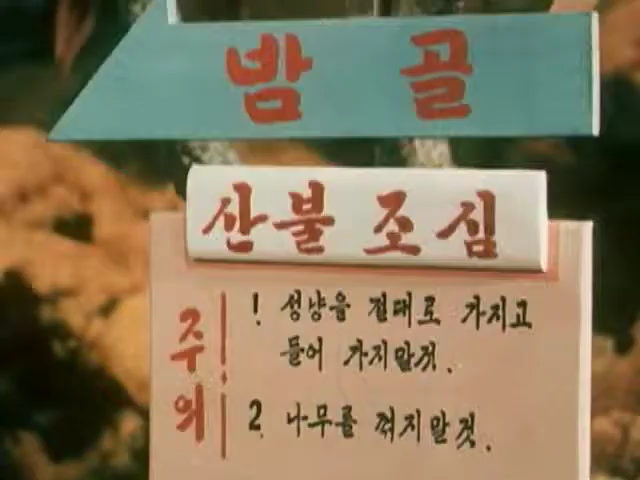 밤골
산불 조심
주의!
1. 성냥을 절대로 가지고
들어 가지말것.
2. 나무를 꺾지말것.